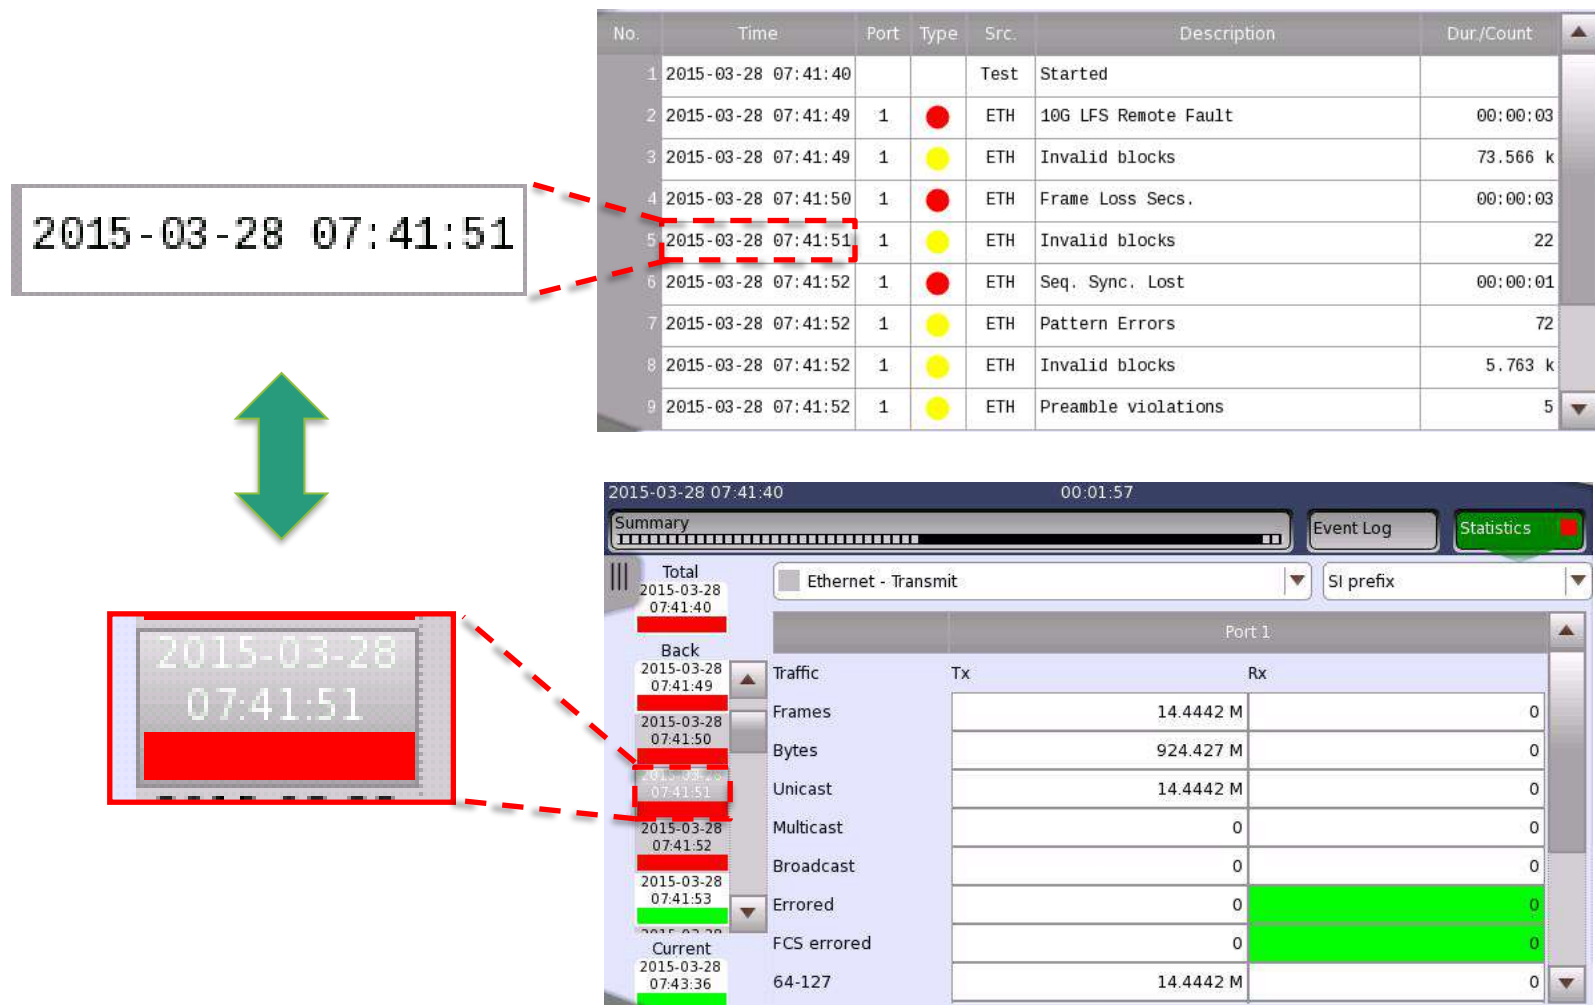 No. Time Port Type Src. Description Dur./Count
1 2015-03-28 07:41:40 Test Started
2 2015-03-28 07:41:49 1 ETH 10G LFS Remote Fault 00:00:03
3 2015-03-28 07:41:49 1 ETH Invalid blocks 73.566 k
4 2015-03-28 07:41:50 1 ETH Frame Loss Secs. 00:00:03
5 2015-03-28 07:41:51 1 ETH Invalid blocks 22
6 2015-03-28 07:41:52 1 ETH Seq. Sync. Lost 00:00:01
7 2015-03-28 07:41:52 1 ETH Pattern Errors 72
8 2015-03-28 07:41:52 1 ETH Invalid blocks 5.763 k
9 2015-03-28 07:41:52 1 ETH Preamble violations 5
2015-03-28 07:41:51
2015-03-28 07:41:40 00:01:57
Summary
Event Log
Statistics
Total
2015-03-28
07:41:40
Back
2015-03-28
07:41:49
2015-03-28
07:41:50
2015-03-28
07:41:51
2015-03-28
07:41:52
2015-03-28
07:41:53
Current
2015-03-28
07:43:36
Ethernet - Transmit
SI prefix
Port 1
Traffic Tx Rx
Frames 14.4442 M 0
Bytes 924.427 M 0
Unicast 14.4442 M 0
Multicast 0 0
Broadcast 0 0
Errored 0 0
FCS errored 0 0
64-127 14.4442 M 0
2015-03-28
07:41:51